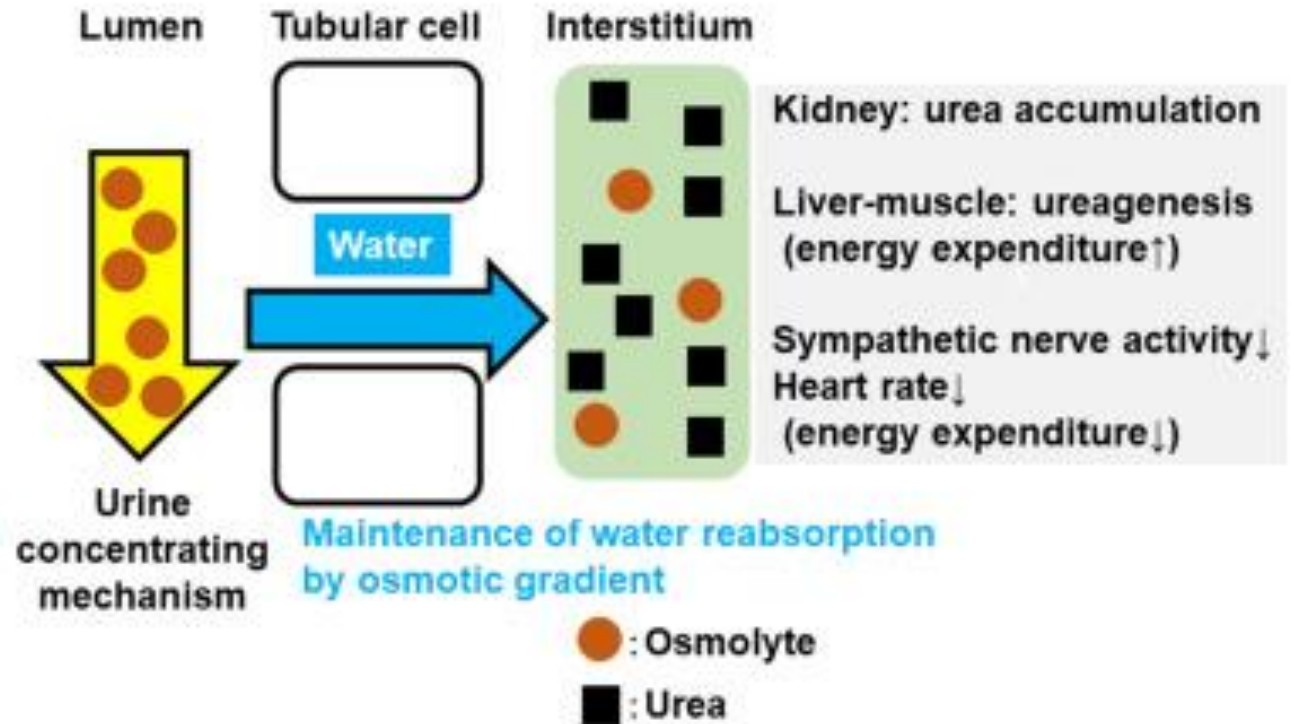 Lumen
Tubular cell
Interstitium
Kidney: urea accumulation
Liver-muscle: ureagenesis
(energy expenditure↑)
Water
Sympathetic nerve activity↓
Heart rate↓
(energy expenditure↓)
Urine
concentrating
mechanism
Maintenance of water reabsorption
by osmotic gradient
: Osmolyte
: Urea